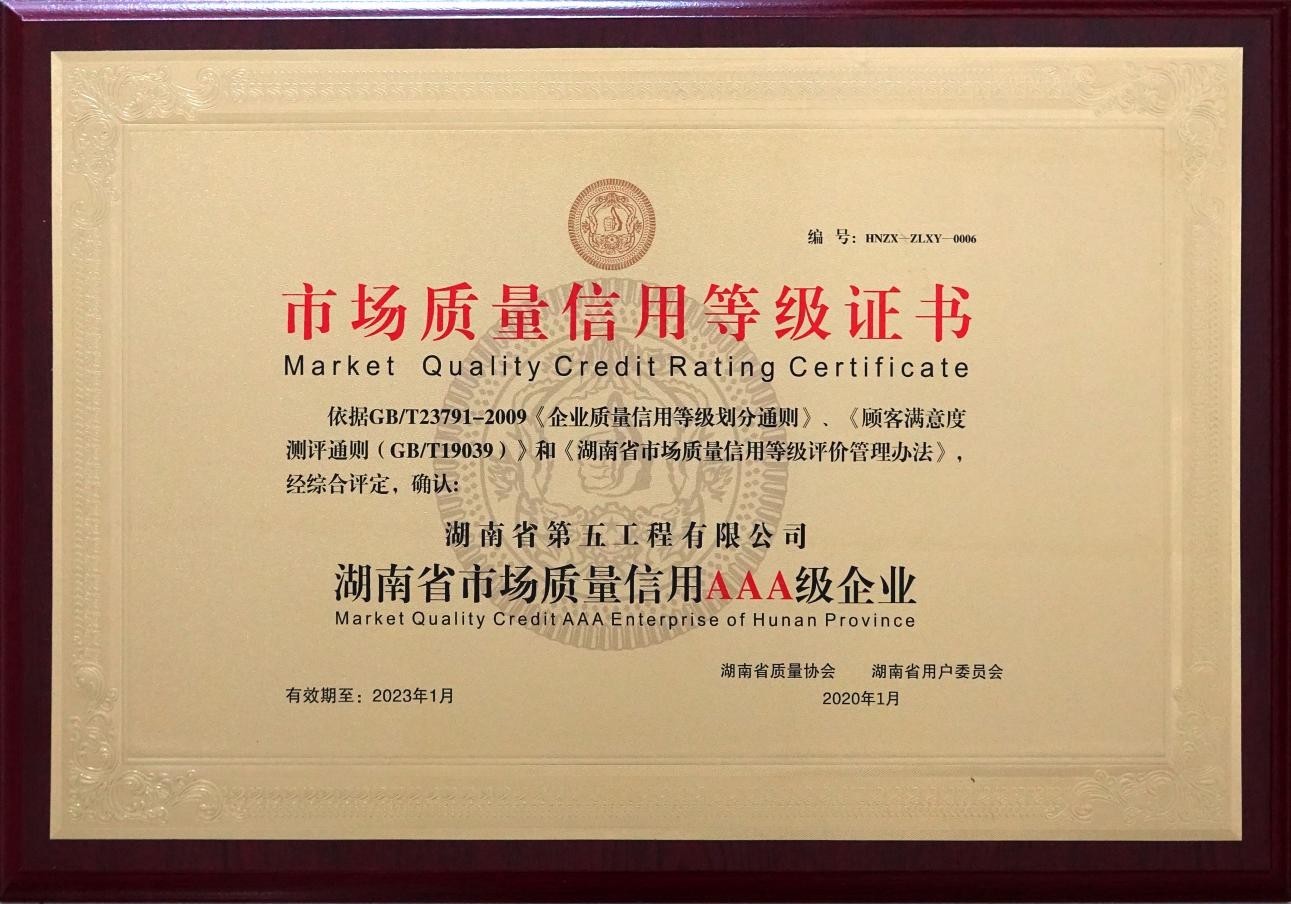 编 号：HNZX—ZLXY—0006
市场质量信用等级证书
Market Quality Credit Rating Certificate
依据GB/T23791-2009《企业质量信用等级划分通则》、《顾客满意度
测评通则（GB/T19039）》和《湖南省市场质量信用等级评价管理办法》，
经综合评定，确认：
湖南省第五工程有限公司
湖南省市场质量信用AAA级企业
Market Quality Credit AAA Enterprise of Hunan Province
湖南省质量协会 湖南省用户委员会
有效期至：2023年1月 2020年1月